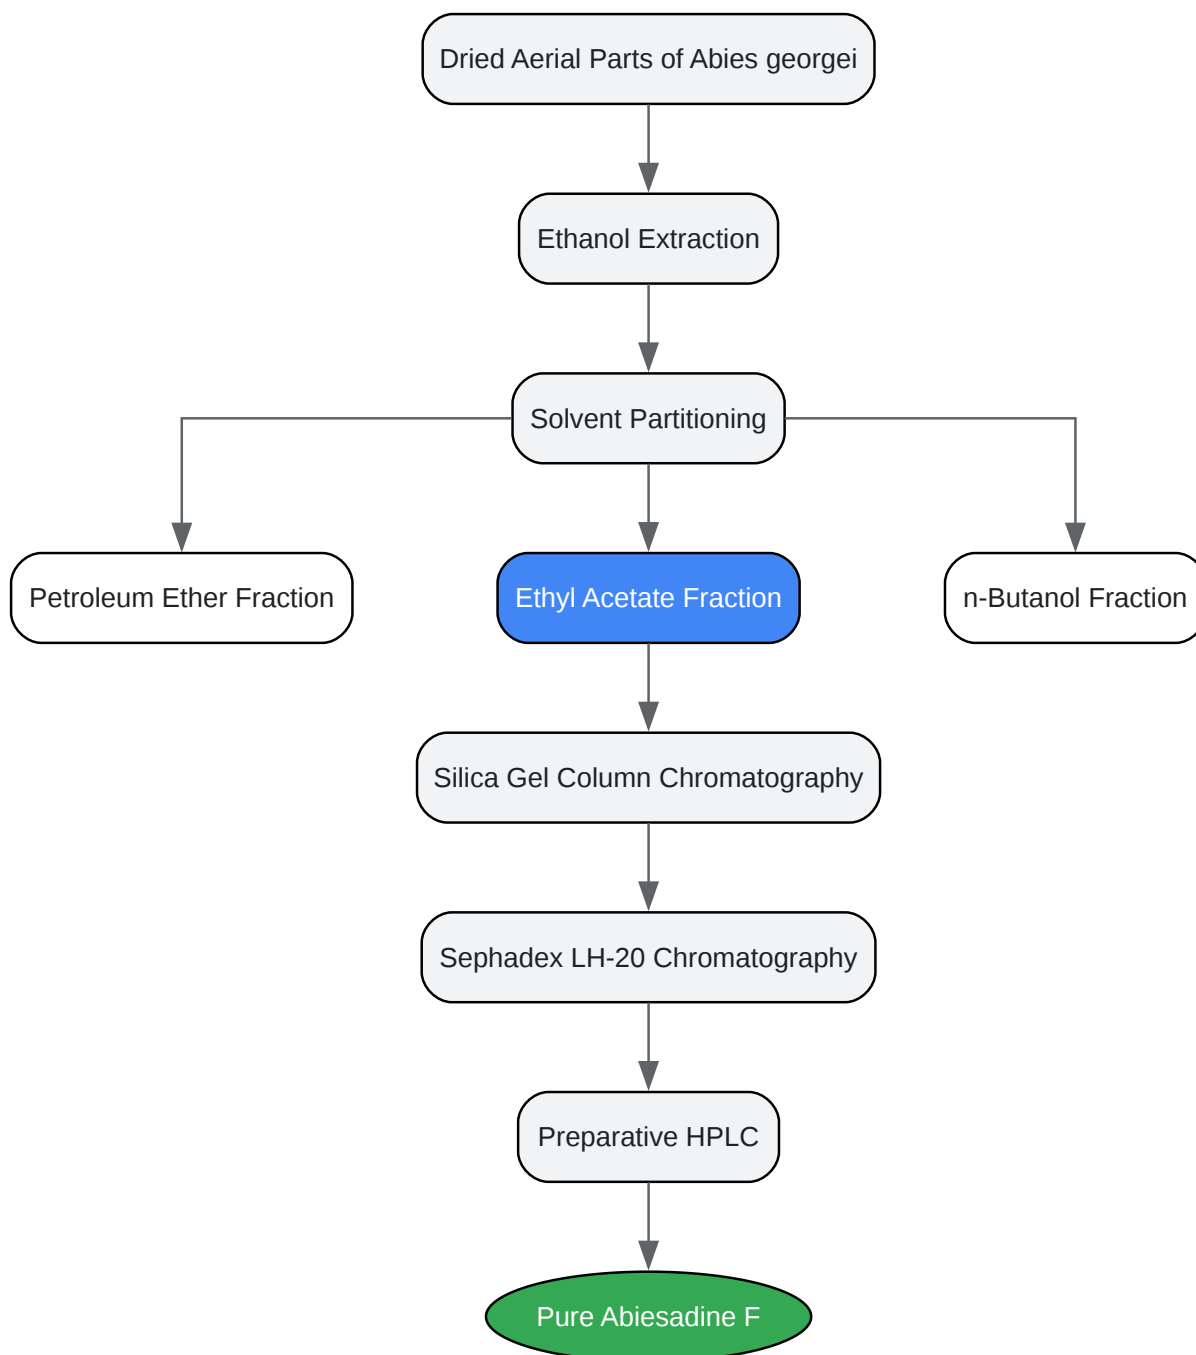 Dried Aerial Parts of Abies georgei
Ethanol Extraction
Solvent Partitioning
Petroleum Ether Fraction
Ethyl Acetate Fraction
n-Butanol Fraction
Silica Gel Column Chromatography
Sephadex LH-20 Chromatography
Preparative HPLC
Pure Abiesadine F